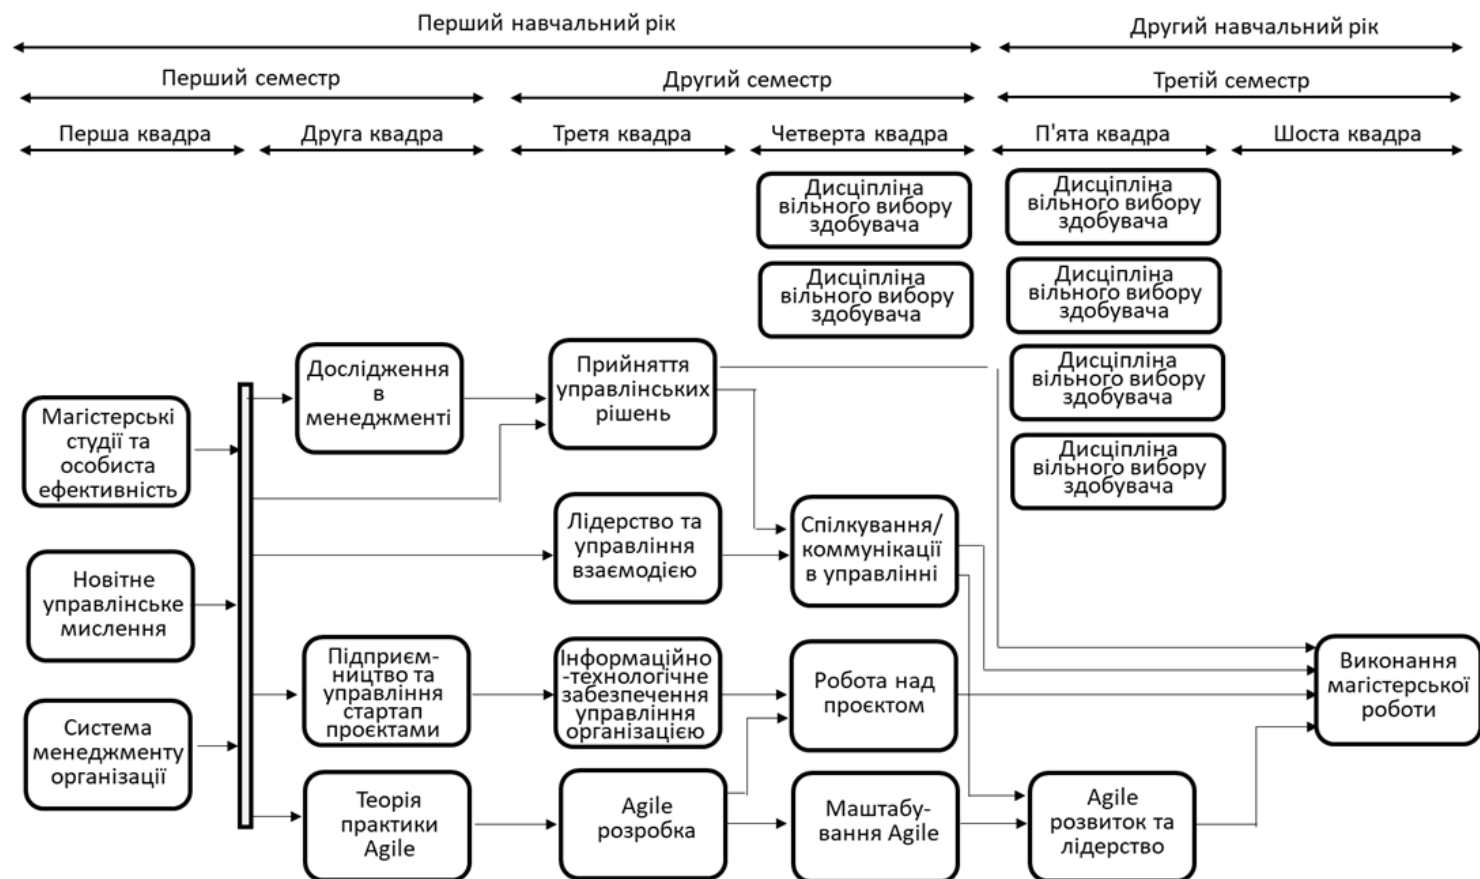 Перший навчальний рік
Другий навчальний рік
Перший семестр
Другий семестр
Третій семестр
Перша квадра
Друга квадра
Третя квадра
Четверта квадра
П'ята квадра
Шоста квадра
Дисципліна
вільного вибору
здобувача
Дисципліна
вільного вибору
здобувача
Дисципліна
вільного вибору
здобувача
Дисципліна
вільного вибору
здобувача
Дисципліна
вільного вибору
здобувача
Дисципліна
вільного вибору
здобувача
Магістерські
студії та
особиста
ефективність
Дослідження
в
менеджменті
Прийняття
управлінських
рішень
Новітне
управлінське
мислення
Лідерство та
управління
взаємодією
Спілкування/
коммунікації
в управлінні
Система
менеджменту
організації
Підприєм-
ництво та
управління
стартап
проєктами
Інформаційно
-технологічне
забезпечення
управління
організацією
Робота над
проєктом
Виконання
магістерської
роботи
Теорія
практики
Agile
Agile
розробка
Маштабу-
вання Agile
Agile
розвиток та
лідерство